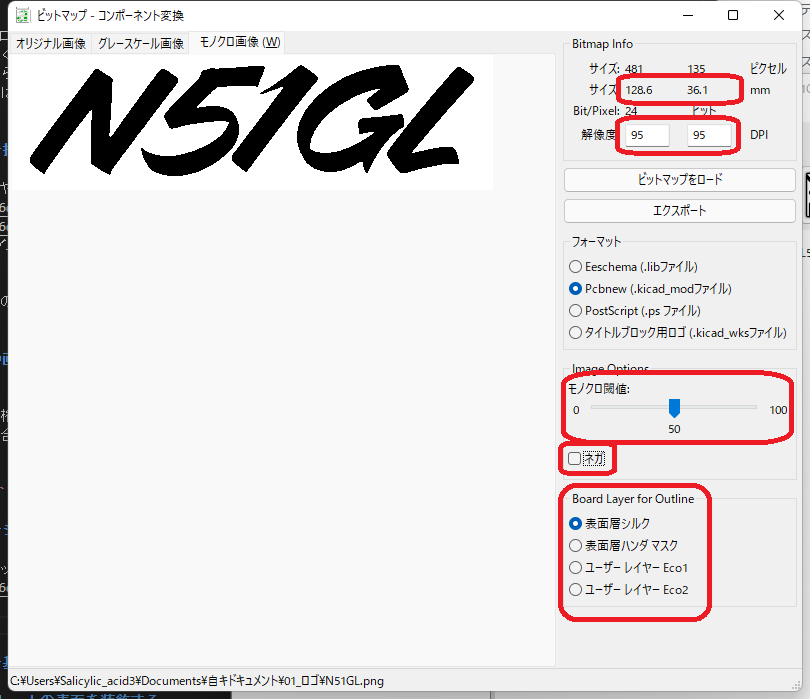 ビットマップ - コンポーネント変換
オリジナル画像 グレースケール画像 モノクロ画像 (W)
N51GL
Bitmap Info
サイズ: 481 135 ピクセル
サイズ: 128.6 36.1 mm
Bit/Pixel: 24 ビット
解像度: 95 95 DPI
ビットマップをロード
エクスポート
フォーマット
Eeschema (.libファイル)
Pcbnew (.kicad_modファイル)
PostScript (.ps ファイル)
タイトルブロック用ロゴ (.kicad_wksファイル)
Image Options
モノクロ閾値:
0 100
50
ネガ
Board Layer for Outline
表面層シルク
表面層ハンダ マスク
ユーザー レイヤー Eco1
ユーザー レイヤー Eco2
C:¥Users¥Salicylic_acid3¥Documents¥自キドキュメント¥01_ロゴ¥N51GL.png